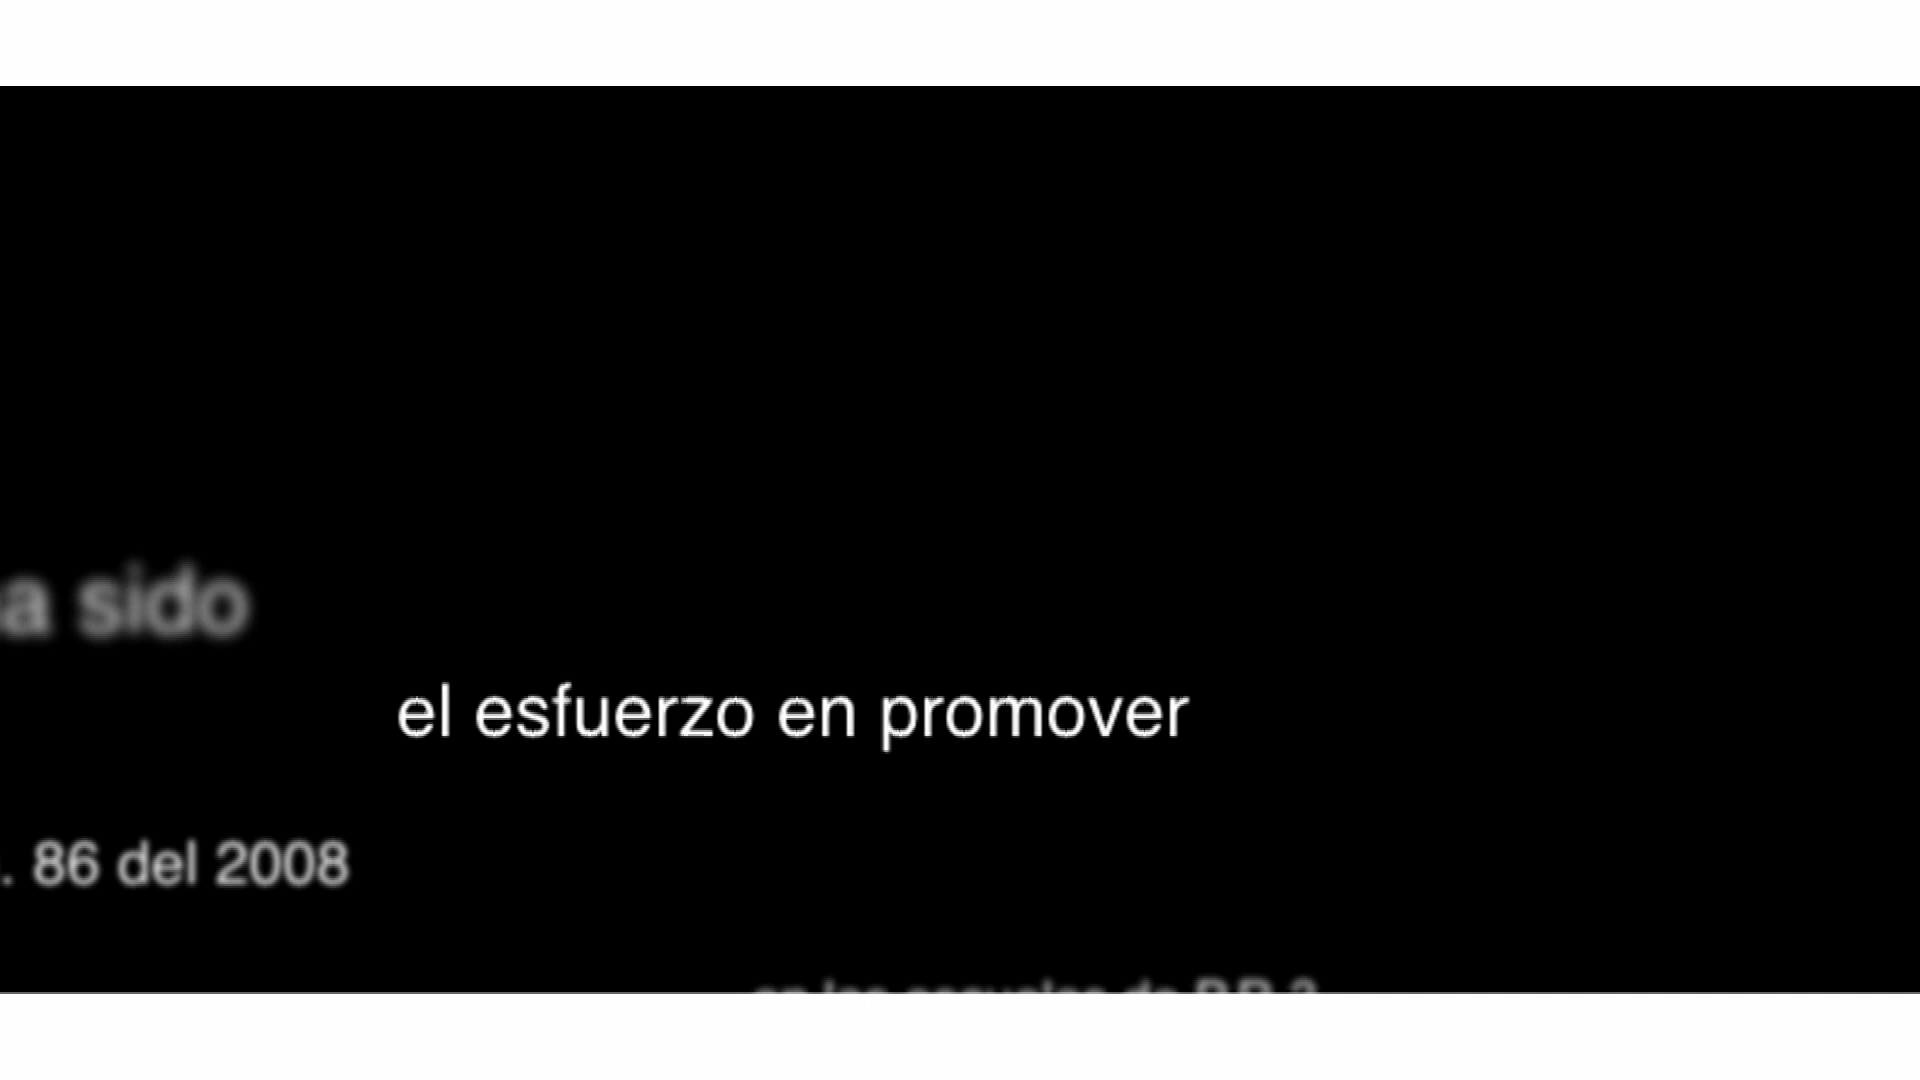 sido
el esfuerzo en promover
. 86 del 2008